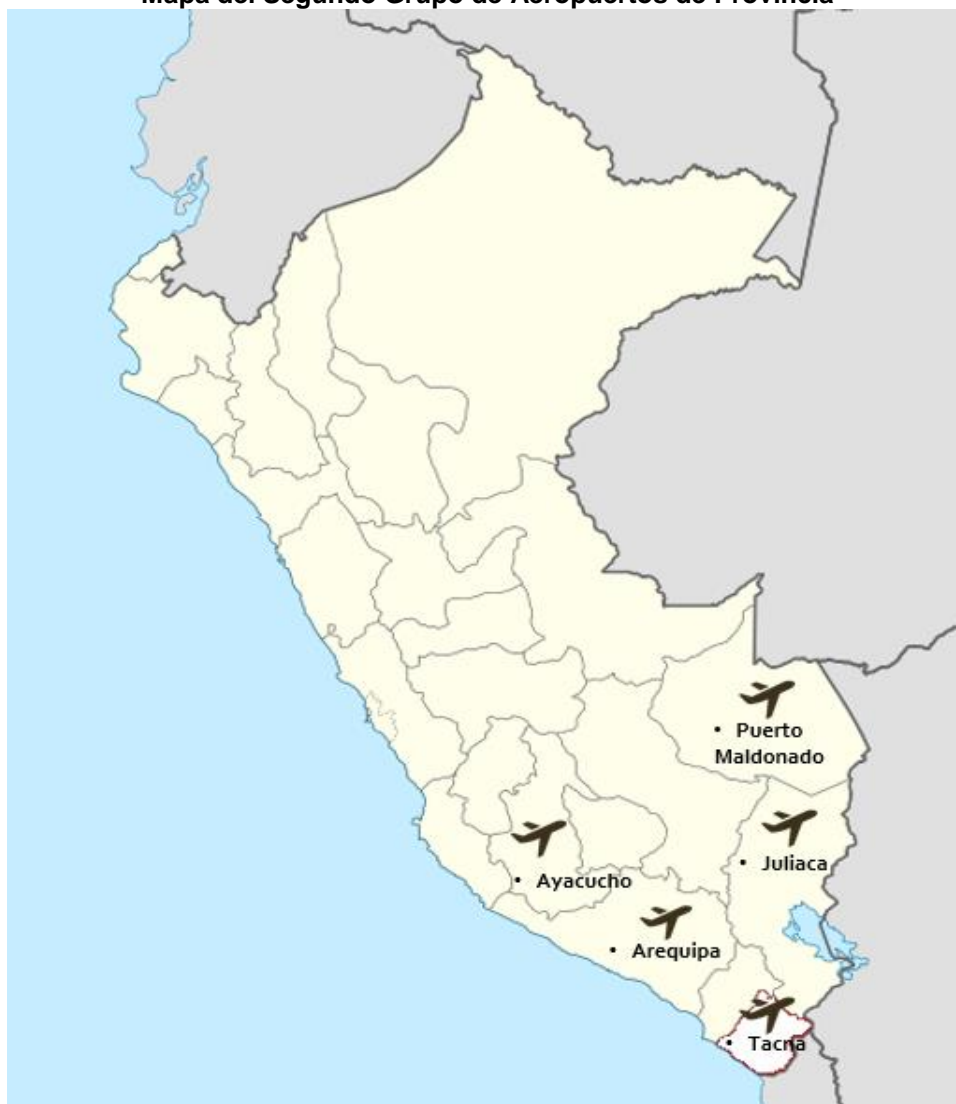 Mapa del Segundo Grupo de Aeropuertos de Provincia
Puerto
Maldonado
Juliaca
Ayacucho
Arequipa
Tacna